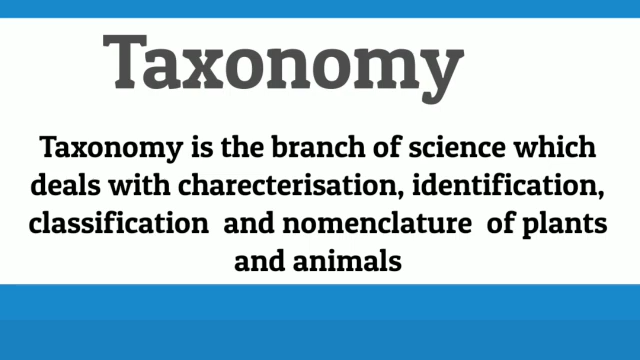 Taxonomy
Taxonomy is the branch of science which
deals with charecterisation, identification,
classification and nomenclature of plants
and animals